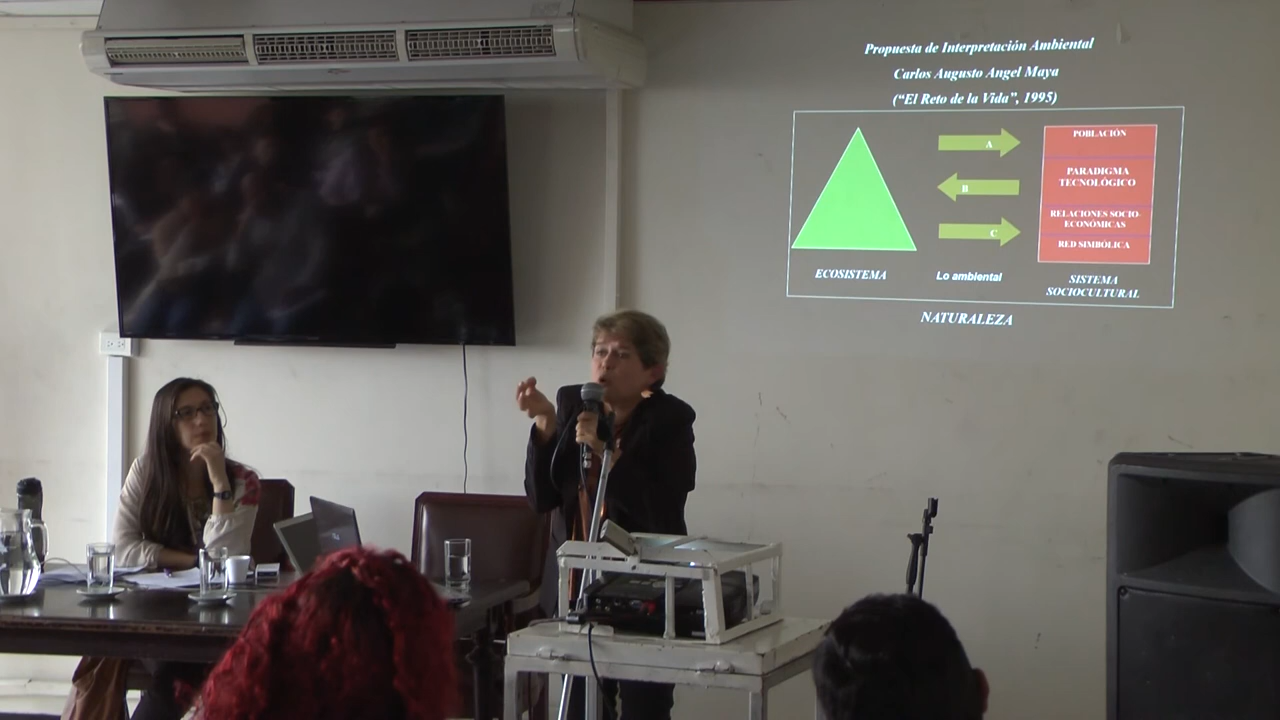 Propuesta de Interpretación Ambiental
Carlos Augusto Angel Maya
("El Reto de la Vida", 1995)
A
B
C
POBLACIÓN
PARADIGMA
TECNOLÓGICO
RELACIONES SOCIO-
ECONÓMICAS
RED SIMBÓLICA
ECOSISTEMA
Lo ambiental
SISTEMA
SOCIOCULTURAL
NATURALEZA